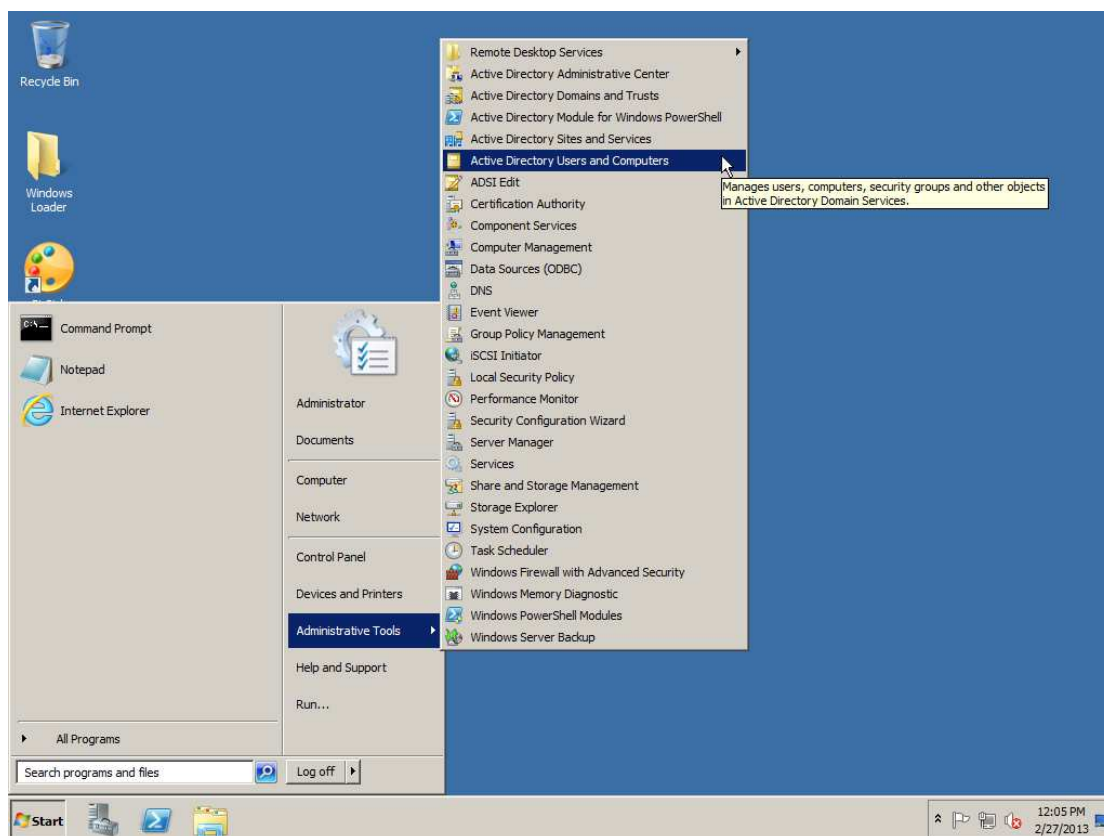 Recycle Bin
Windows
Loader
Remote Desktop Services
Active Directory Administrative Center
Active Directory Domains and Trusts
Active Directory Module for Windows PowerShell
Active Directory Sites and Services
Active Directory Users and Computers
ADSI Edit
Certification Authority
Component Services
Computer Management
Data Sources (ODBC)
DNS
Event Viewer
Group Policy Management
iSCSI Initiator
Local Security Policy
Performance Monitor
Security Configuration Wizard
Server Manager
Services
Share and Storage Management
Storage Explorer
System Configuration
Task Scheduler
Windows Firewall with Advanced Security
Windows Memory Diagnostic
Windows PowerShell Modules
Windows Server Backup
Manages users, computers, security groups and other objects
in Active Directory Domain Services.
Command Prompt
Notepad
Internet Explorer
Administrator
Documents
Computer
Network
Control Panel
Devices and Printers
Administrative Tools
Help and Support
Run...
All Programs
Search programs and files
Log off
Start
12:05 PM
2/27/2013